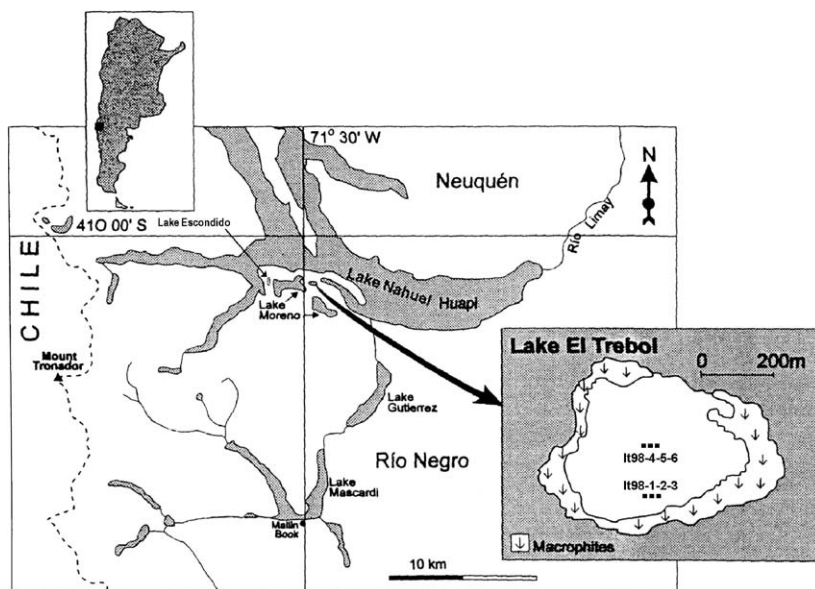 71° 30' W
N
Neuquén
Río Limay
41O 00' S
Lake Escondido
CHILE
Lake Nahuel Huapi
Lake
Moreno
Mount
Tronador
Lake
Gutierrez
Río Negro
Lake
Mascardi
Mallin
Book
10 km
Lake El Trebol
0 200m
lt98-4-5-6
lt98-1-2-3
Macrophites